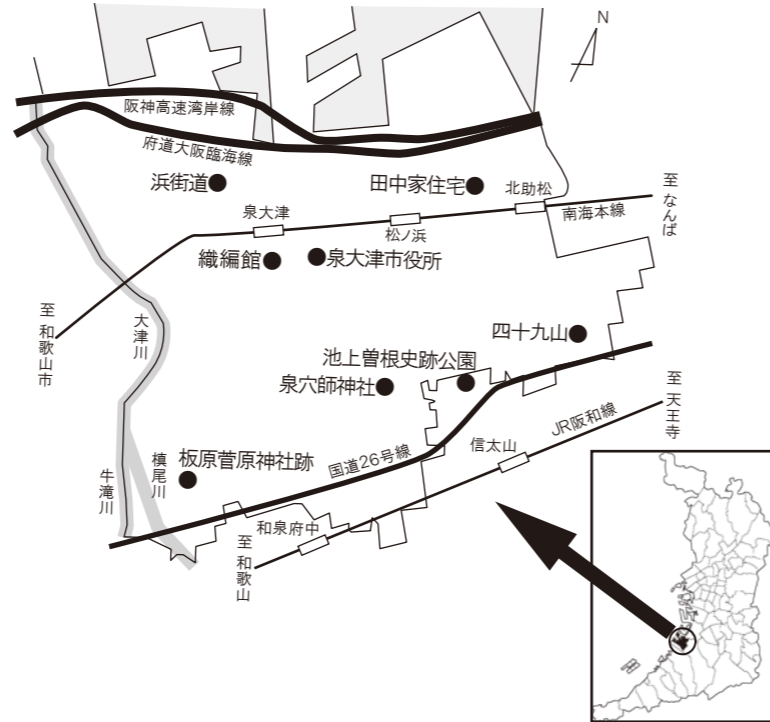 N
阪神高速湾岸線
府道大阪臨海線
浜街道
田中家住宅
北助松
至 なんば
南海本線
泉大津
松ノ浜
織編館
泉大津市役所
至 和歌山市
大津川
四十九山
池上曽根史跡公園
泉穴師神社
至 天王寺
JR阪和線
信太山
国道26号線
板原菅原神社跡
槙尾川
牛滝川
和泉府中
至 和歌山